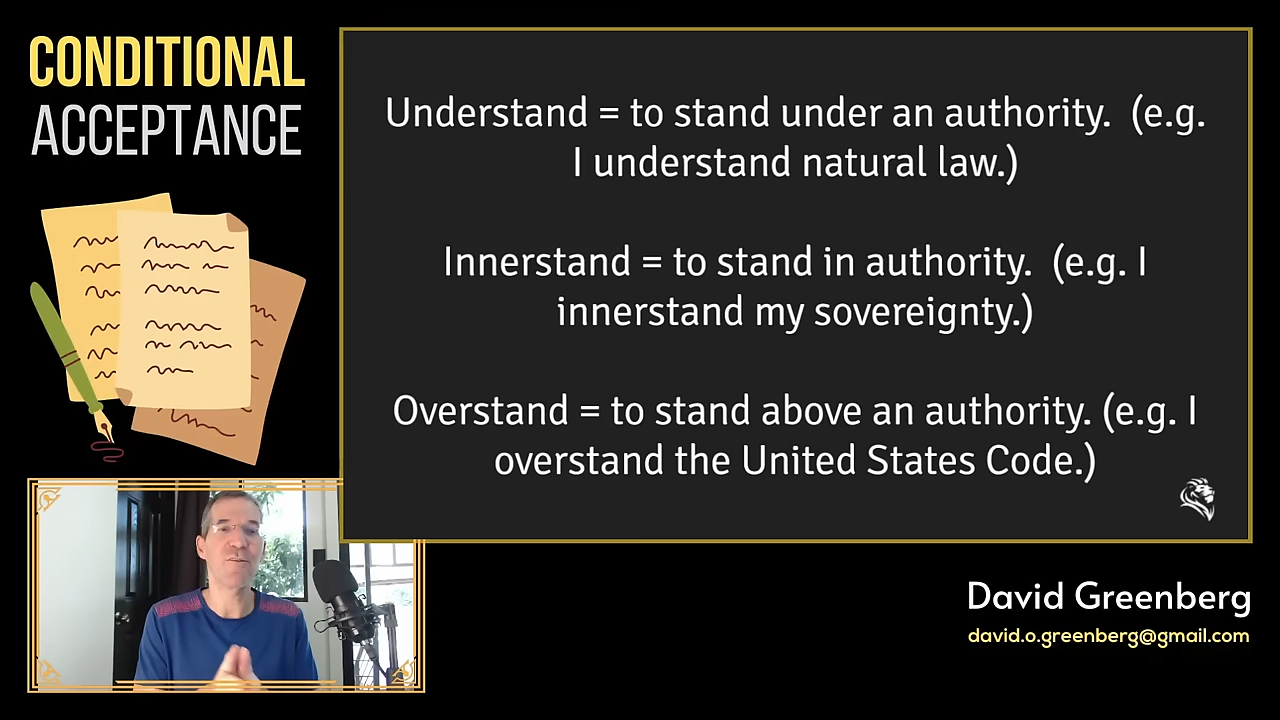 CONDITIONAL
ACCEPTANCE
Understand = to stand under an authority. (e.g.
I understand natural law.)
Innerstand = to stand in authority. (e.g. I
innerstand my sovereignty.)
Overstand = to stand above an authority. (e.g. I
overstand the United States Code.)
David Greenberg
david.o.greenberg@gmail.com